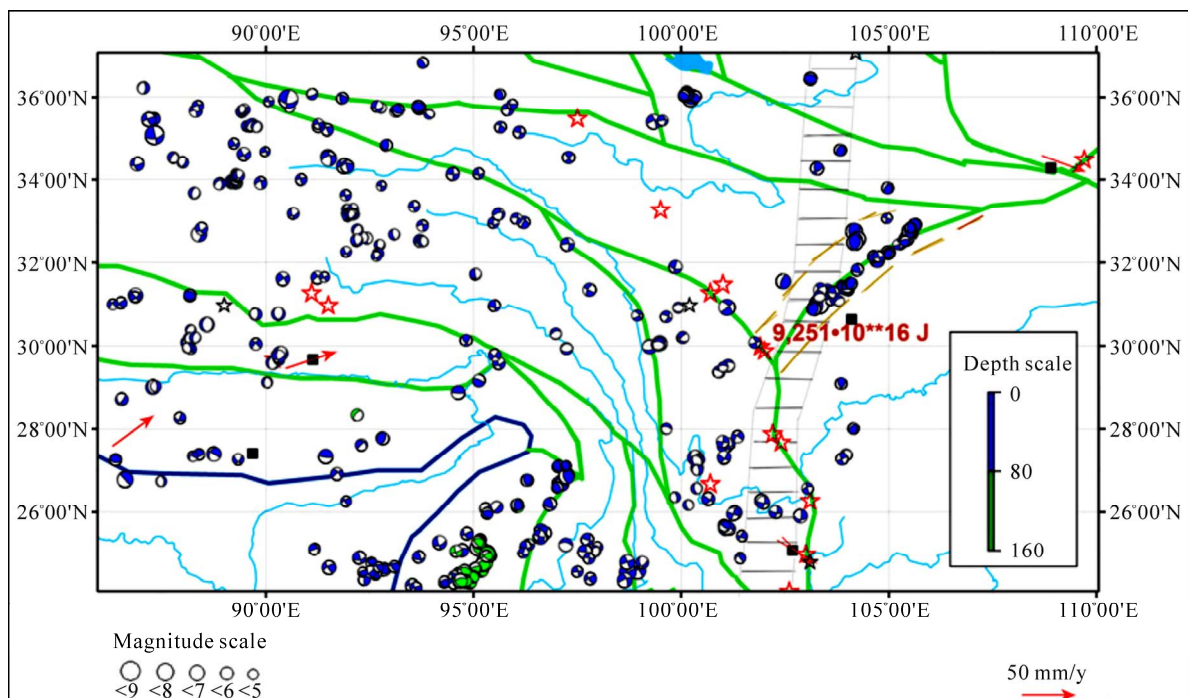 90°00'E 95°00'E 100°00'E 105°00'E 110°00'E
36°00'N 36°00'N
34°00'N 34°00'N
32°00'N 32°00'N
9,251•10**16 J
30°00'N 30°00'N
Depth scale
0
80
160
28°00'N 28°00'N
26°00'N 26°00'N
90°00'E 95°00'E 100°00'E 105°00'E 110°00'E
Magnitude scale
<9 <8 <7 <6 <5
50 mm/y